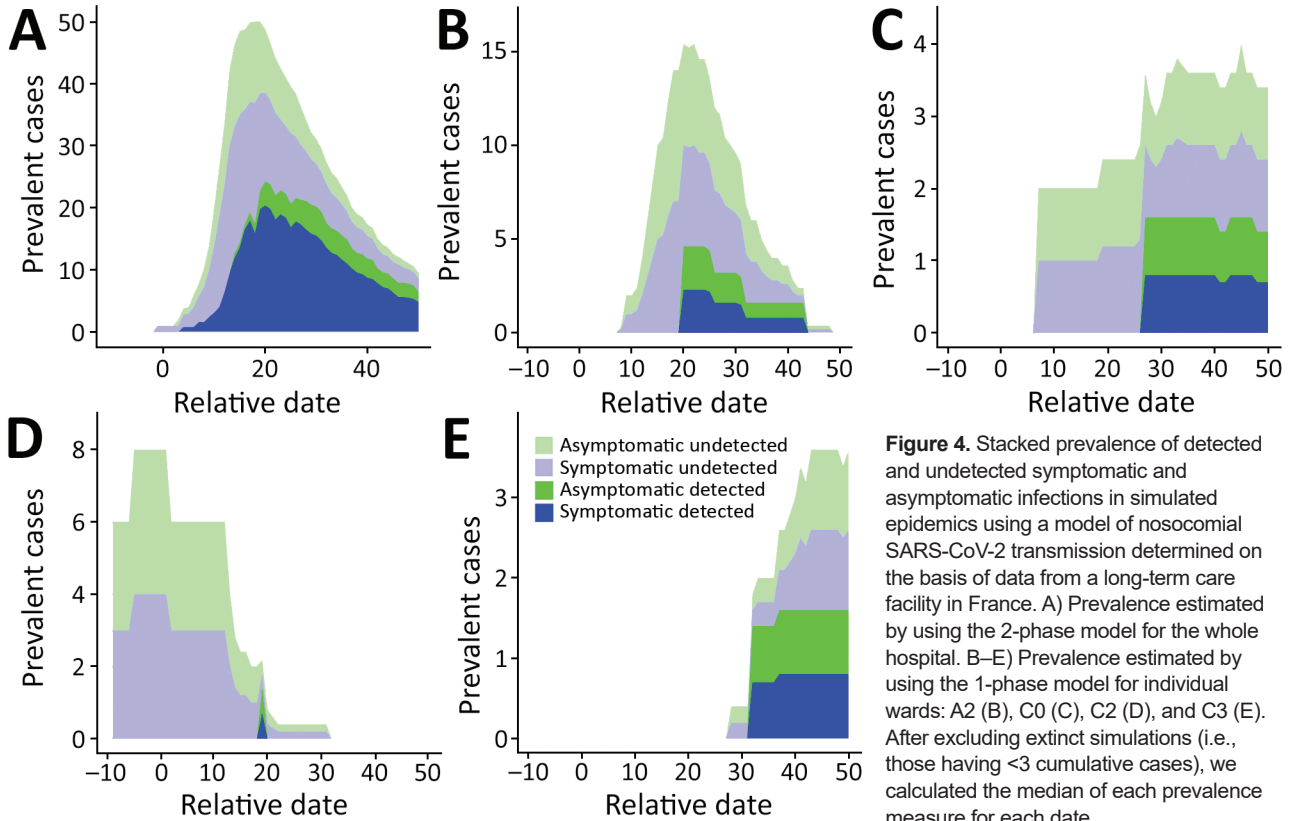 A
Prevalent cases
50
40
30
20
10
0
0 20 40
Relative date
B
Prevalent cases
15
10
5
0
–10 0 10 20 30 40 50
Relative date
C
Prevalent cases
4
3
2
1
0
–10 0 10 20 30 40 50
Relative date
D
Prevalent cases
8
6
4
2
0
–10 0 10 20 30 40 50
Relative date
E
Prevalent cases
3
2
1
0
–10 0 10 20 30 40 50
Relative date
Asymptomatic undetected
Symptomatic undetected
Asymptomatic detected
Symptomatic detected
Figure 4. Stacked prevalence of detected
and undetected symptomatic and
asymptomatic infections in simulated
epidemics using a model of nosocomial
SARS-CoV-2 transmission determined on
the basis of data from a long-term care
facility in France. A) Prevalence estimated
by using the 2-phase model for the whole
hospital. B–E) Prevalence estimated by
using the 1-phase model for individual
wards: A2 (B), C0 (C), C2 (D), and C3 (E).
After excluding extinct simulations (i.e.,
those having <3 cumulative cases), we
calculated the median of each prevalence
measure for each date